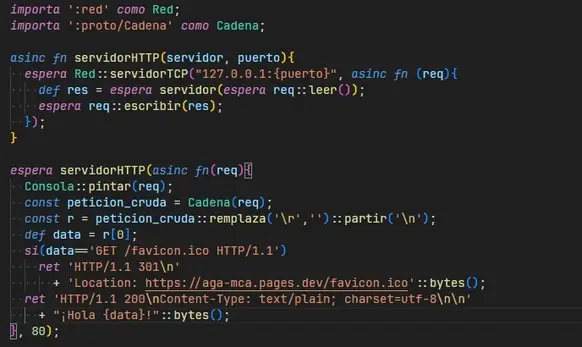 importa ':red' como Red;
importa ':proto/Cadena' como Cadena;
asinc fn servidorHTTP(servidor, puerto){
espera Red::servidorTCP("127.0.0.1:{puerto}", asinc fn (req){
def res = espera servidor(espera req::leer());
espera req::escribir(res);
});
}
espera servidorHTTP(asinc fn(req){
Consola::pintar(req);
const peticion_cruda = Cadena(req);
const r = peticion_cruda::remplaza('\r','')::partir('\n');
def data = r[0];
si(data=='GET /favicon.ico HTTP/1.1')
ret 'HTTP/1.1 301\n'
+ 'Location: https://aga-mca.pages.dev/favicon.ico'::bytes();
ret 'HTTP/1.1 200\nContent-Type: text/plain; charset=utf-8\n\n'
+ "¡Hola {data}!"::bytes();
}, 80);